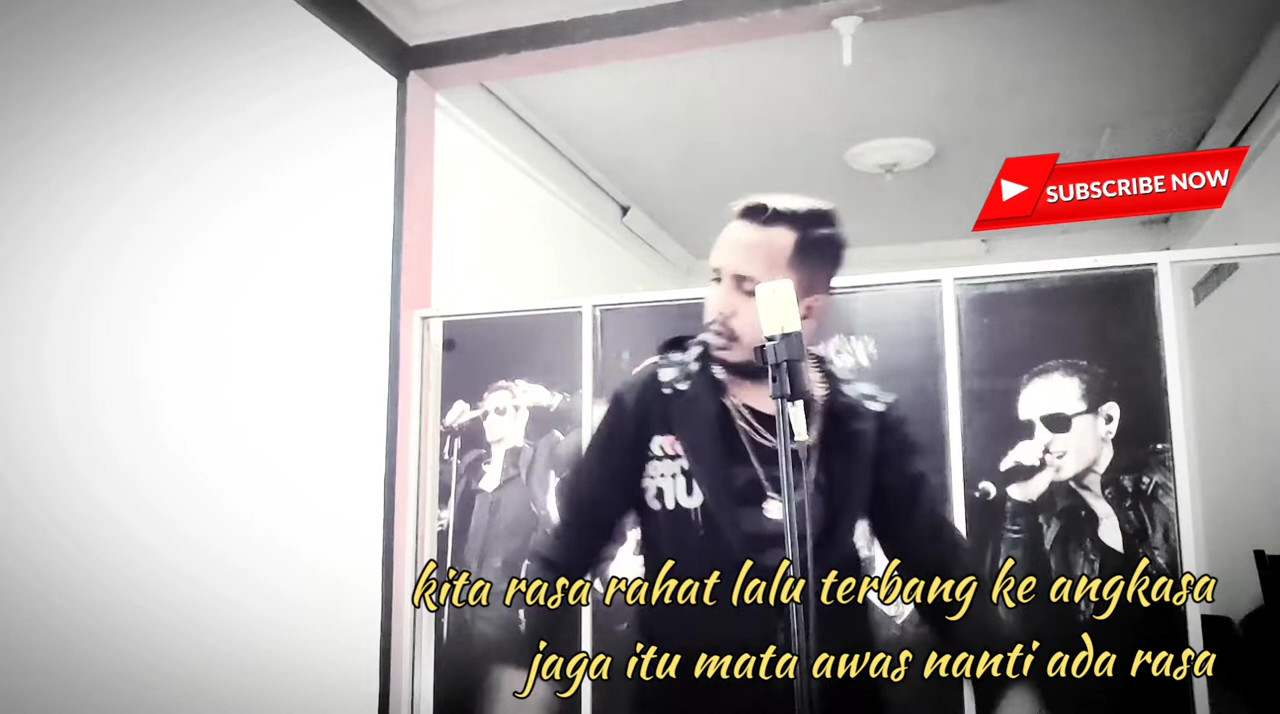 SUBSCRIBE NOW
kita rasa rahat lalu terbang ke angkasa
jaga itu mata awas nanti ada rasa